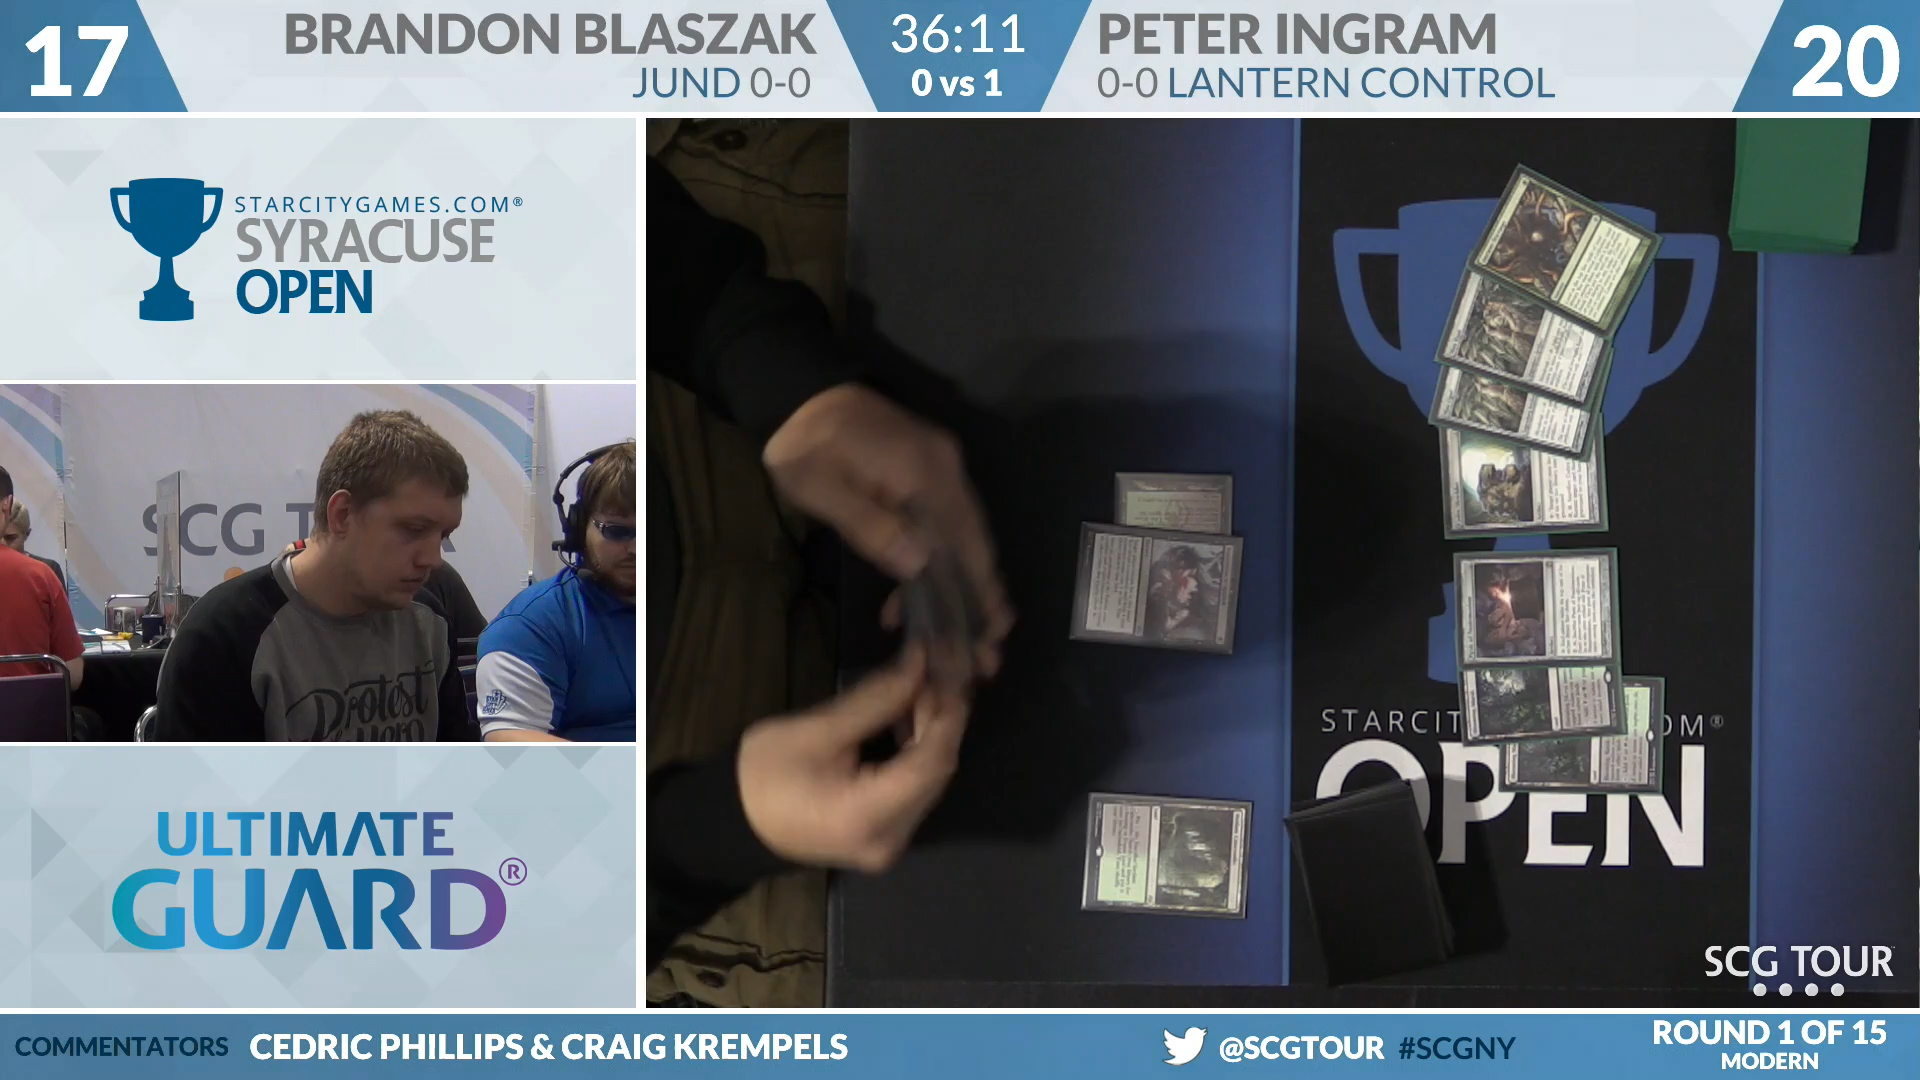 17
BRANDON BLASZAK
JUND 0-0
36:11
0 vs 1
PETER INGRAM
0-0 LANTERN CONTROL
20
STARCITYGAMES.COM®
SYRACUSE
OPEN
SCG T
Protest
ULTIMATE
GUARD®
STARCIT
OM®
OPEN
SCG TOUR
COMMENTATORS CEDRIC PHILLIPS & CRAIG KREMPELS
@SCGTOUR #SCGNY
ROUND 1 OF 15
MODERN